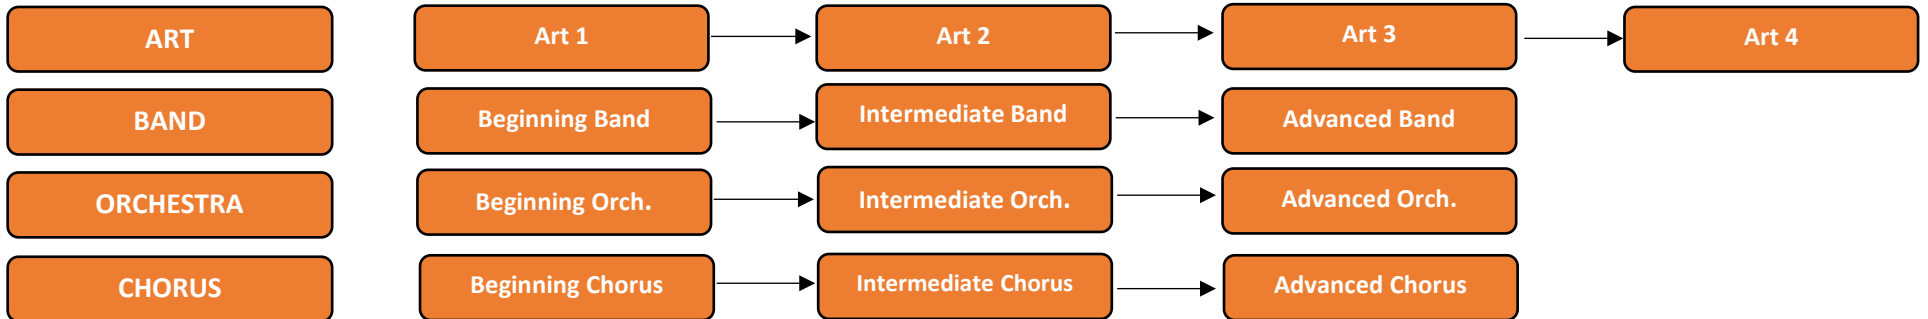 ART Art 1 Art 2 Art 3 Art 4
BAND Beginning Band Intermediate Band Advanced Band
ORCHESTRA Beginning Orch. Intermediate Orch. Advanced Orch.
CHORUS Beginning Chorus Intermediate Chorus Advanced Chorus